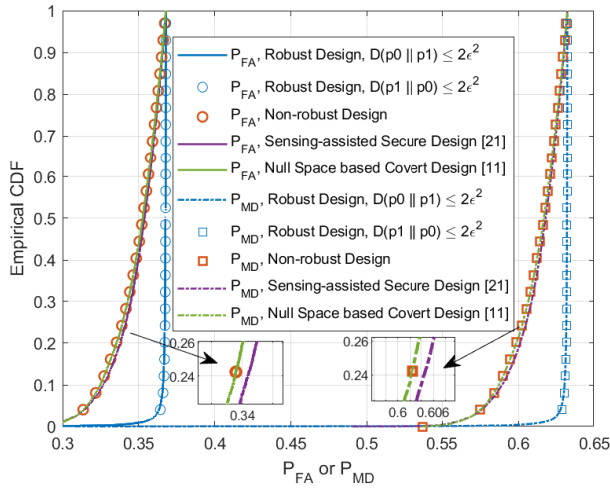 1
0.9
0.8
0.7
0.6
0.5
0.4
0.3
0.2
0.1
0
Empirical CDF
P_FA, Robust Design, D(p0 || p1) ≤ 2ϵ²
P_FA, Robust Design, D(p1 || p0) ≤ 2ϵ²
P_FA, Non-robust Design
P_FA, Sensing-assisted Secure Design [21]
P_FA, Null Space based Covert Design [11]
P_MD, Robust Design, D(p0 || p1) ≤ 2ϵ²
P_MD, Robust Design, D(p1 || p0) ≤ 2ϵ²
P_MD, Non-robust Design
P_MD, Sensing-assisted Secure Design [21]
P_MD, Null Space based Covert Design [11]
0.26
0.24
0.34
0.26
0.24
0.6 0.606
0.3 0.35 0.4 0.45 0.5 0.55 0.6 0.65
P_FA or P_MD